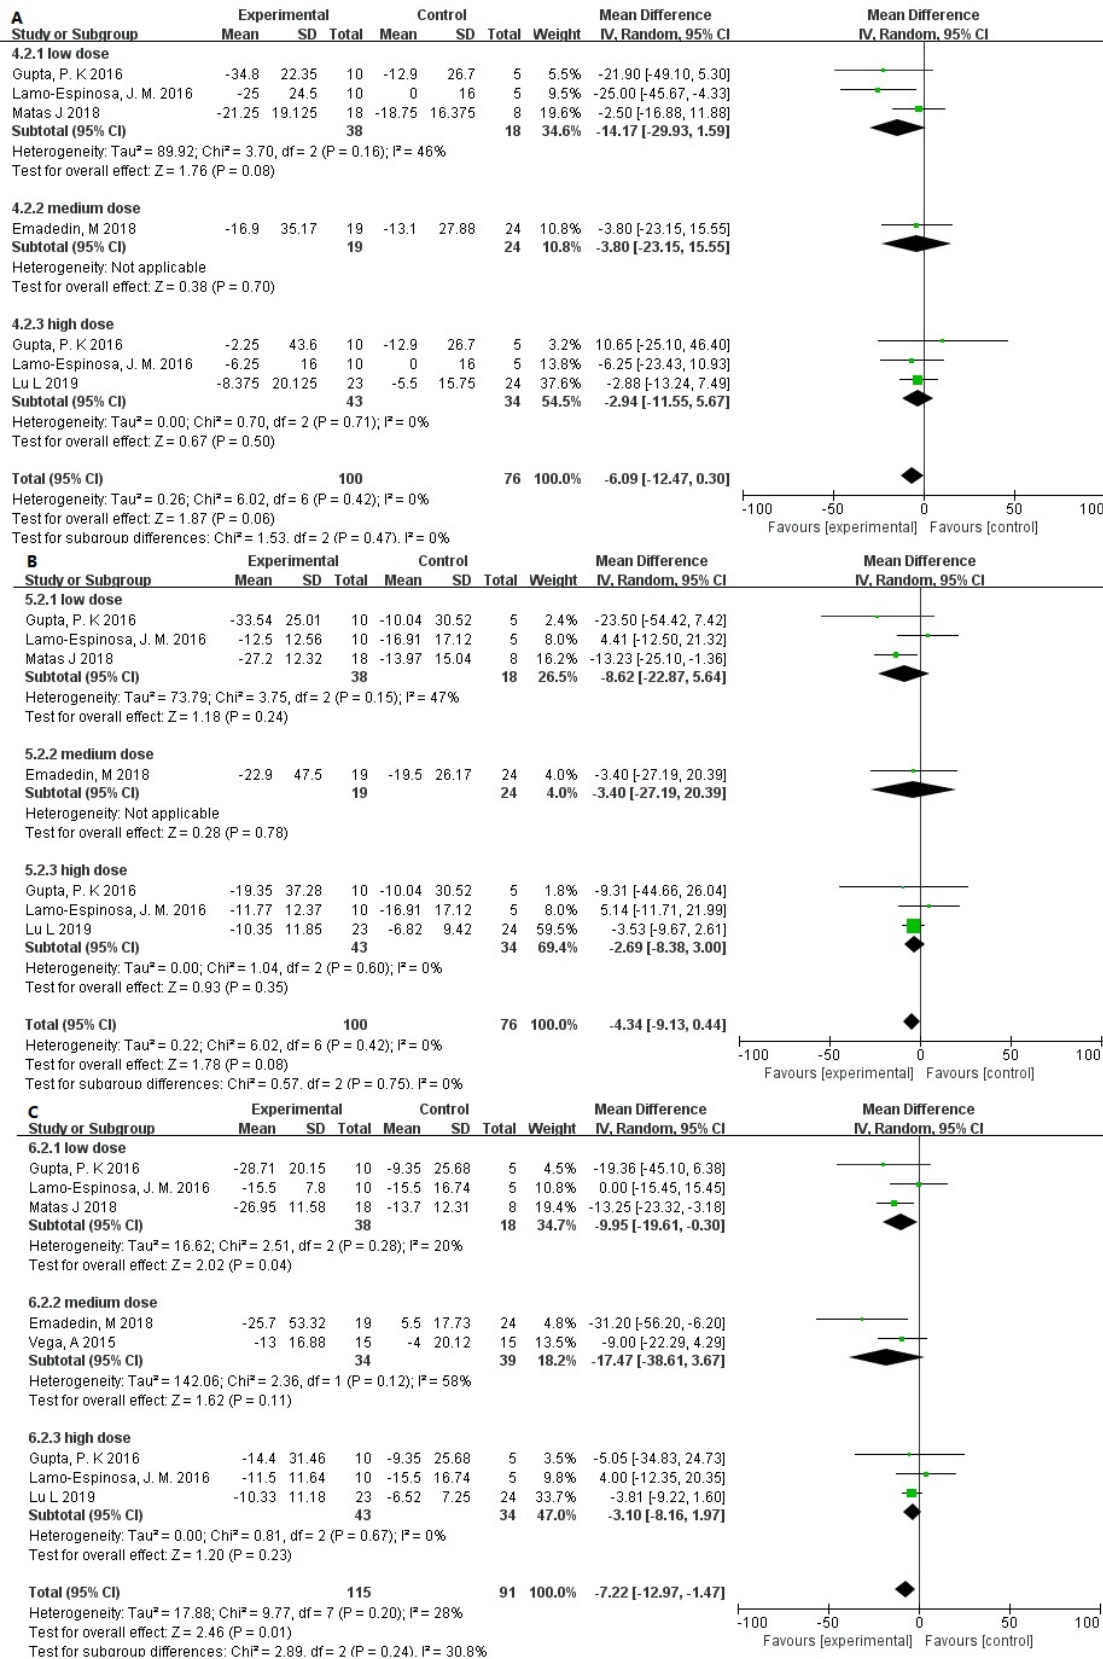 A
Experimental Control Mean Difference Mean Difference
Study or Subgroup Mean SD Total Mean SD Total Weight IV, Random, 95% CI IV, Random, 95% CI
4.2.1 low dose
Gupta, P. K 2016 -34.8 22.35 10 -12.9 26.7 5 5.5% -21.90 [-49.10, 5.30]
Lamo-Espinosa, J. M. 2016 -25 24.5 10 0 16 5 9.5% -25.00 [-45.67, -4.33]
Matas J 2018 -21.25 19.125 18 -18.75 16.375 8 19.6% -2.50 [-16.88, 11.88]
Subtotal (95% CI) 38 18 34.6% -14.17 [-29.93, 1.59]
Heterogeneity: Tau² = 89.92; Chi² = 3.70, df = 2 (P = 0.16); I² = 46%
Test for overall effect: Z = 1.76 (P = 0.08)
4.2.2 medium dose
Emadedin, M 2018 -16.9 35.17 19 -13.1 27.88 24 10.8% -3.80 [-23.15, 15.55]
Subtotal (95% CI) 19 24 10.8% -3.80 [-23.15, 15.55]
Heterogeneity: Not applicable
Test for overall effect: Z = 0.38 (P = 0.70)
4.2.3 high dose
Gupta, P. K 2016 -2.25 43.6 10 -12.9 26.7 5 3.2% 10.65 [-25.10, 46.40]
Lamo-Espinosa, J. M. 2016 -6.25 16 10 0 16 5 13.8% -6.25 [-23.43, 10.93]
Lu L 2019 -8.375 20.125 23 -5.5 15.75 24 37.6% -2.88 [-13.24, 7.49]
Subtotal (95% CI) 43 34 54.5% -2.94 [-11.55, 5.67]
Heterogeneity: Tau² = 0.00; Chi² = 0.70, df = 2 (P = 0.71); I² = 0%
Test for overall effect: Z = 0.67 (P = 0.50)
Total (95% CI) 100 76 100.0% -6.09 [-12.47, 0.30]
Heterogeneity: Tau² = 0.26; Chi² = 6.02, df = 6 (P = 0.42); I² = 0%
Test for overall effect: Z = 1.87 (P = 0.06)
Test for subgroup differences: Chi² = 1.53, df = 2 (P = 0.47), I² = 0%
-100 -50 0 50 100
Favours [experimental] Favours [control]
B
Experimental Control Mean Difference Mean Difference
Study or Subgroup Mean SD Total Mean SD Total Weight IV, Random, 95% CI IV, Random, 95% CI
5.2.1 low dose
Gupta, P. K 2016 -33.54 25.01 10 -10.04 30.52 5 2.4% -23.50 [-54.42, 7.42]
Lamo-Espinosa, J. M. 2016 -12.5 12.56 10 -16.91 17.12 5 8.0% 4.41 [-12.50, 21.32]
Matas J 2018 -27.2 12.32 18 -13.97 15.04 8 16.2% -13.23 [-25.10, -1.36]
Subtotal (95% CI) 38 18 26.5% -8.62 [-22.87, 5.64]
Heterogeneity: Tau² = 73.79; Chi² = 3.75, df = 2 (P = 0.15); I² = 47%
Test for overall effect: Z = 1.18 (P = 0.24)
5.2.2 medium dose
Emadedin, M 2018 -22.9 47.5 19 -19.5 26.17 24 4.0% -3.40 [-27.19, 20.39]
Subtotal (95% CI) 19 24 4.0% -3.40 [-27.19, 20.39]
Heterogeneity: Not applicable
Test for overall effect: Z = 0.28 (P = 0.78)
5.2.3 high dose
Gupta, P. K 2016 -19.35 37.28 10 -10.04 30.52 5 1.8% -9.31 [-44.66, 26.04]
Lamo-Espinosa, J. M. 2016 -11.77 12.37 10 -16.91 17.12 5 8.0% 5.14 [-11.71, 21.99]
Lu L 2019 -10.35 11.85 23 -6.82 9.42 24 59.5% -3.53 [-9.67, 2.61]
Subtotal (95% CI) 43 34 69.4% -2.69 [-8.38, 3.00]
Heterogeneity: Tau² = 0.00; Chi² = 1.04, df = 2 (P = 0.60); I² = 0%
Test for overall effect: Z = 0.93 (P = 0.35)
Total (95% CI) 100 76 100.0% -4.34 [-9.13, 0.44]
Heterogeneity: Tau² = 0.22; Chi² = 6.02, df = 6 (P = 0.42); I² = 0%
Test for overall effect: Z = 1.78 (P = 0.08)
Test for subgroup differences: Chi² = 0.57, df = 2 (P = 0.75), I² = 0%
-100 -50 0 50 100
Favours [experimental] Favours [control]
C
Experimental Control Mean Difference Mean Difference
Study or Subgroup Mean SD Total Mean SD Total Weight IV, Random, 95% CI IV, Random, 95% CI
6.2.1 low dose
Gupta, P. K 2016 -28.71 20.15 10 -9.35 25.68 5 4.5% -19.36 [-45.10, 6.38]
Lamo-Espinosa, J. M. 2016 -15.5 7.8 10 -15.5 16.74 5 10.8% 0.00 [-15.45, 15.45]
Matas J 2018 -26.95 11.58 18 -13.7 12.31 8 19.4% -13.25 [-23.32, -3.18]
Subtotal (95% CI) 38 18 34.7% -9.95 [-19.61, -0.30]
Heterogeneity: Tau² = 16.62; Chi² = 2.51, df = 2 (P = 0.28); I² = 20%
Test for overall effect: Z = 2.02 (P = 0.04)
6.2.2 medium dose
Emadedin, M 2018 -25.7 53.32 19 5.5 17.73 24 4.8% -31.20 [-56.20, -6.20]
Vega, A 2015 -13 16.88 15 -4 20.12 15 13.5% -9.00 [-22.29, 4.29]
Subtotal (95% CI) 34 39 18.2% -17.47 [-38.61, 3.67]
Heterogeneity: Tau² = 142.06; Chi² = 2.36, df = 1 (P = 0.12); I² = 58%
Test for overall effect: Z = 1.62 (P = 0.11)
6.2.3 high dose
Gupta, P. K 2016 -14.4 31.46 10 -9.35 25.68 5 3.5% -5.05 [-34.83, 24.73]
Lamo-Espinosa, J. M. 2016 -11.5 11.64 10 -15.5 16.74 5 9.8% 4.00 [-12.35, 20.35]
Lu L 2019 -10.33 11.18 23 -6.52 7.25 24 33.7% -3.81 [-9.22, 1.60]
Subtotal (95% CI) 43 34 47.0% -3.10 [-8.16, 1.97]
Heterogeneity: Tau² = 0.00; Chi² = 0.81, df = 2 (P = 0.67); I² = 0%
Test for overall effect: Z = 1.20 (P = 0.23)
Total (95% CI) 115 91 100.0% -7.22 [-12.97, -1.47]
Heterogeneity: Tau² = 17.88; Chi² = 9.77, df = 7 (P = 0.20); I² = 28%
Test for overall effect: Z = 2.46 (P = 0.01)
Test for subgroup differences: Chi² = 2.89, df = 2 (P = 0.24), I² = 30.8%
-100 -50 0 50 100
Favours [experimental] Favours [control]